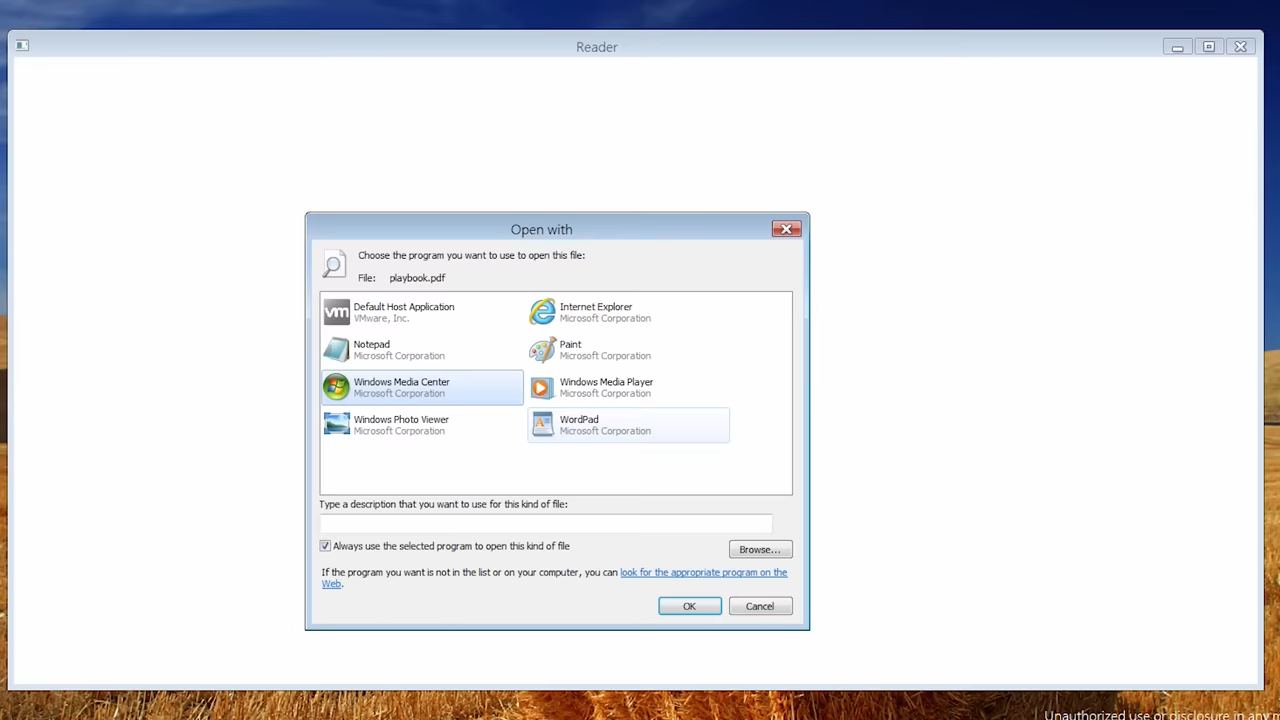 Reader
Open with
Choose the program you want to use to open this file:
File: playbook.pdf
vm
Default Host Application
VMware, Inc.
Internet Explorer
Microsoft Corporation
Notepad
Microsoft Corporation
Paint
Microsoft Corporation
Windows Media Center
Microsoft Corporation
Windows Media Player
Microsoft Corporation
Windows Photo Viewer
Microsoft Corporation
WordPad
Microsoft Corporation
Type a description that you want to use for this kind of file:
Always use the selected program to open this kind of file
Browse...
If the program you want is not in the list or on your computer, you can look for the appropriate program on the
Web.
OK
Cancel
Unauthorized use or disclosure in